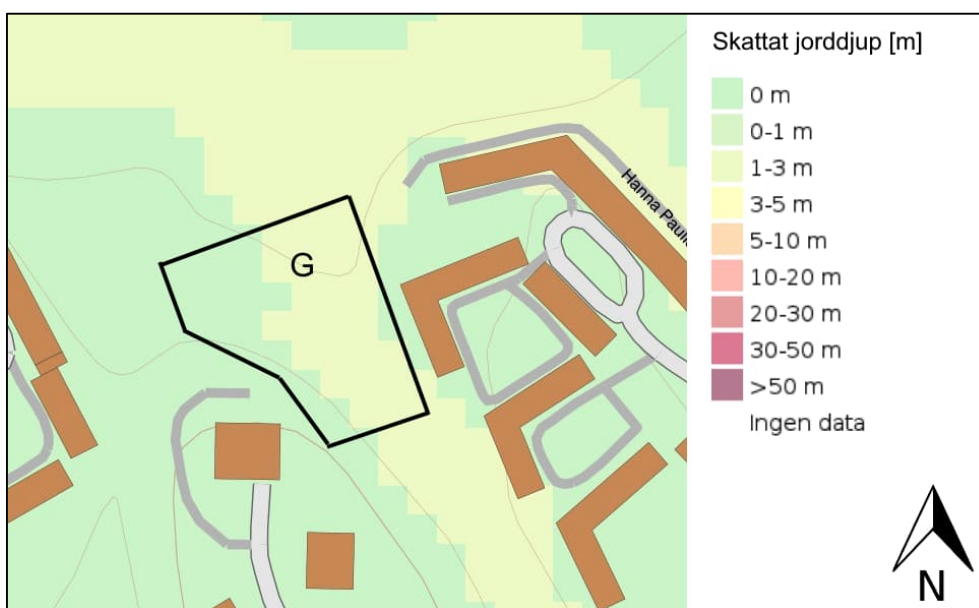 Skattat jorddjup [m]
0 m
0-1 m
1-3 m
3-5 m
5-10 m
10-20 m
20-30 m
30-50 m
>50 m
Ingen data
G
Hanna
N